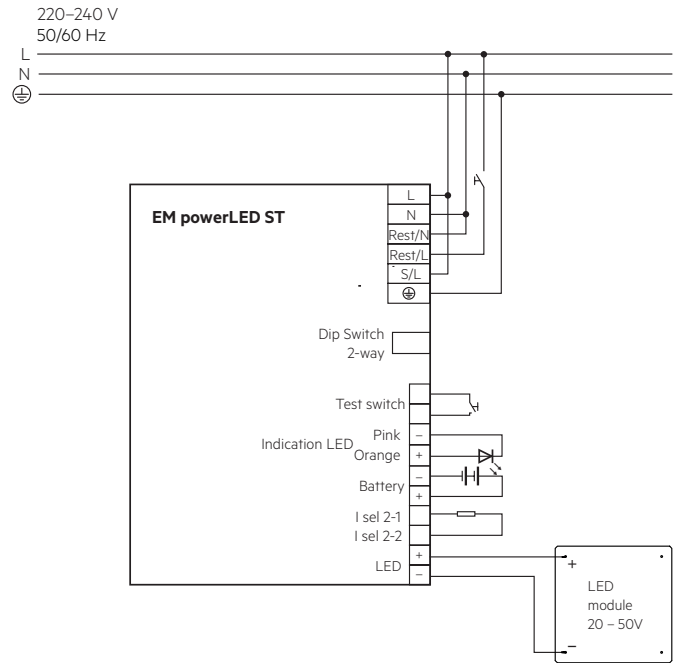 220–240 V
50/60 Hz
L
N
EM powerLED ST
L
N
Rest/N
Rest/L
S/L
Dip Switch
2-way
Test switch
Indication LED
Pink –
Orange +
Battery
–
+
I sel 2-1
I sel 2-2
LED
+
–
+
LED
module
20 – 50V
–